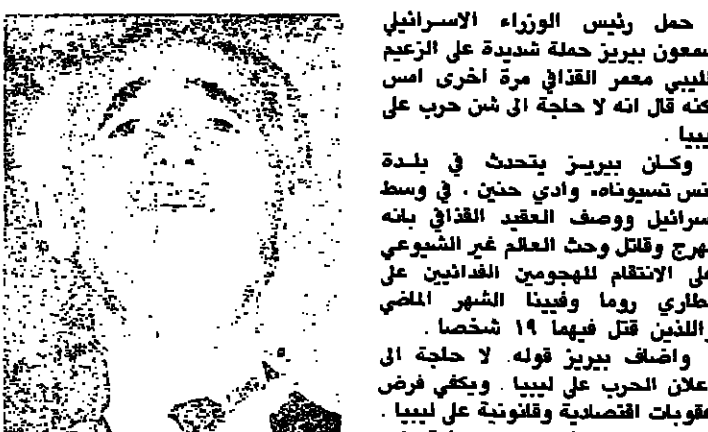 حمل رئيس الوزراء الاسرائيلي
شمعون بيريز حملة شديدة على الزعيم
الليبي معمر القذافي مرة اخرى امس
لكنه قال انه لا حاجة الى شن حرب على
ليبيا .
وكان بيريز يتحدث في بلدة
تسيوناه» وادي حنين ، في وسط
اسرائيل ووصف العقيد القذافي بانه
مهرج وقاتل وحث العالم غير الشيوعي
على الانتقام للهجومين الفدائيين على
مطاري روما وفيينا الشهر الماضي
واللذين قتل فيهما ١٩ شخصا .
واضاف بيريز قوله. لا حاجة الى
اعلان الحرب على ليبيا . ويكفي فرض
عقوبات اقتصادية وقانونية على ليبيا .